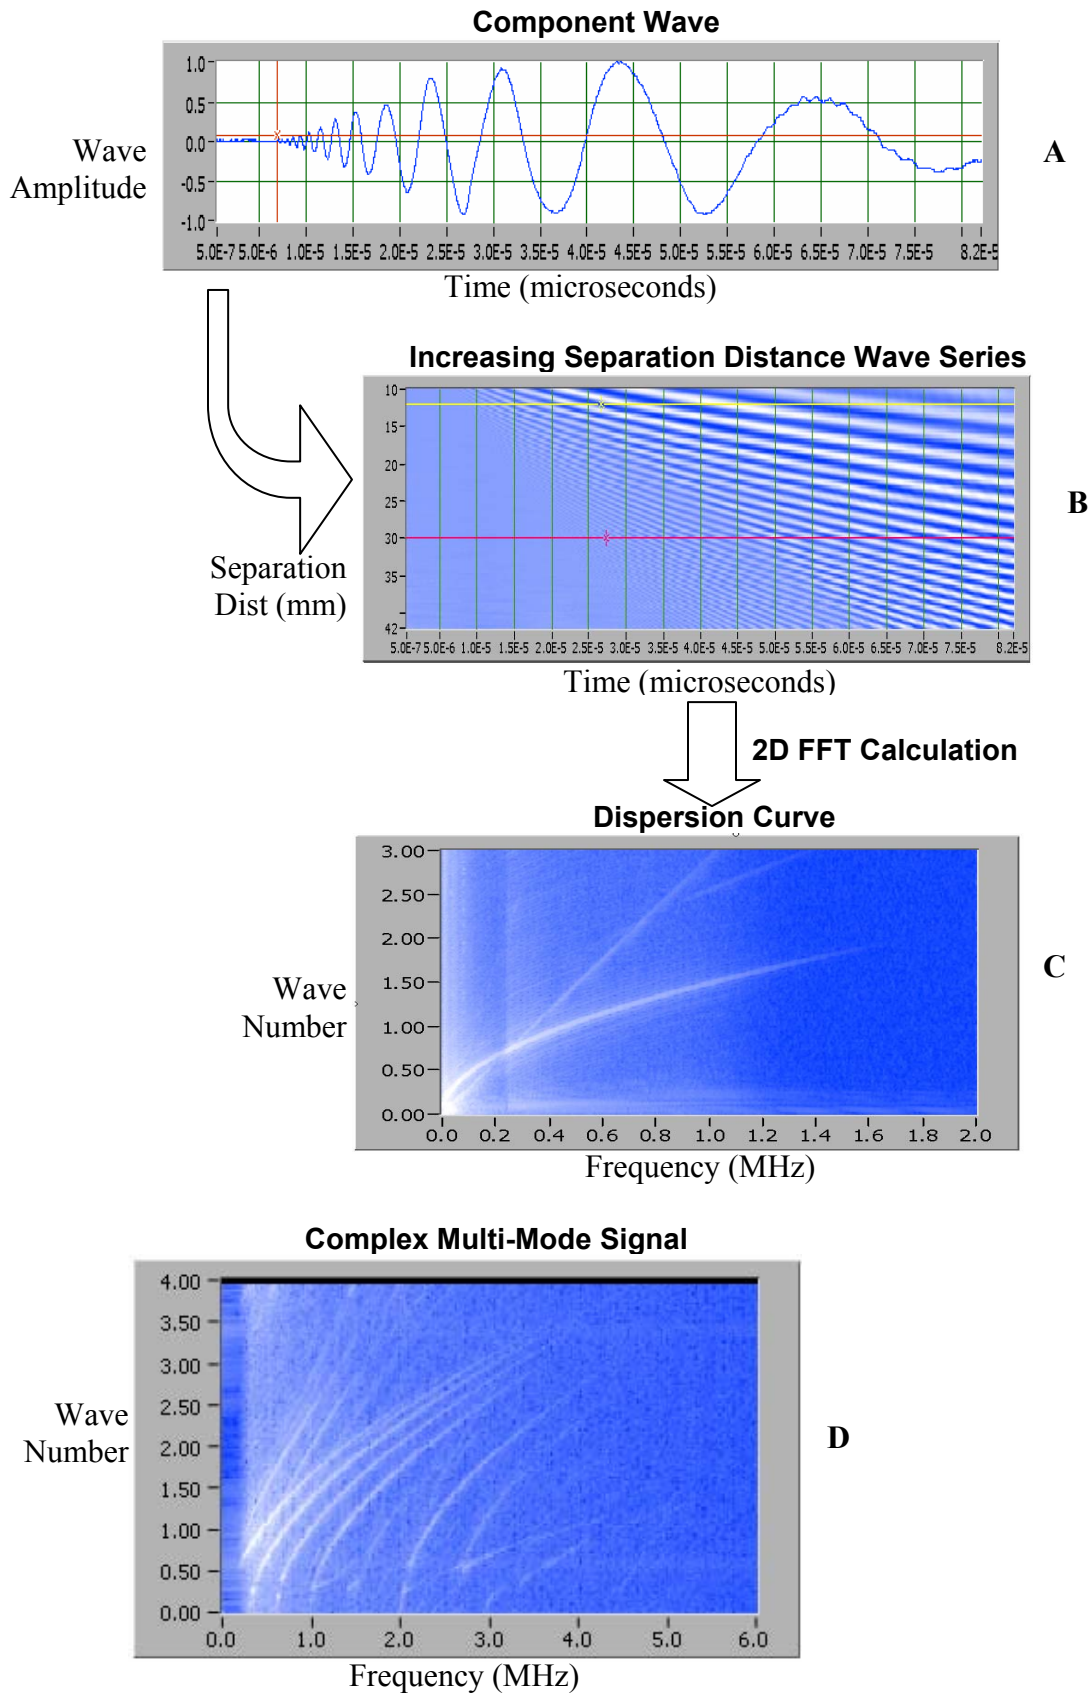 Component Wave
1.0
0.5
0.0
-0.5
-1.0
Wave
Amplitude
A
5.0E-7 5.0E-6 1.0E-5 1.5E-5 2.0E-5 2.5E-5 3.0E-5 3.5E-5 4.0E-5 4.5E-5 5.0E-5 5.5E-5 6.0E-5 6.5E-5 7.0E-5 7.5E-5 8.2E-5
Time (microseconds)
Increasing Separation Distance Wave Series
10
15
20
25
30
35
42
B
Separation
Dist (mm)
5.0E-7 5.0E-6 1.0E-5 1.5E-5 2.0E-5 2.5E-5 3.0E-5 3.5E-5 4.0E-5 4.5E-5 5.0E-5 5.5E-5 6.0E-5 6.5E-5 7.0E-5 7.5E-5 8.2E-5
Time (microseconds)
2D FFT Calculation
Dispersion Curve
3.00
2.50
2.00
1.50
1.00
0.50
0.00
Wave
Number
C
0.0 0.2 0.4 0.6 0.8 1.0 1.2 1.4 1.6 1.8 2.0
Frequency (MHz)
Complex Multi-Mode Signal
4.00
3.50
3.00
2.50
2.00
1.50
1.00
0.50
0.00
Wave
Number
D
0.0 1.0 2.0 3.0 4.0 5.0 6.0
Frequency (MHz)